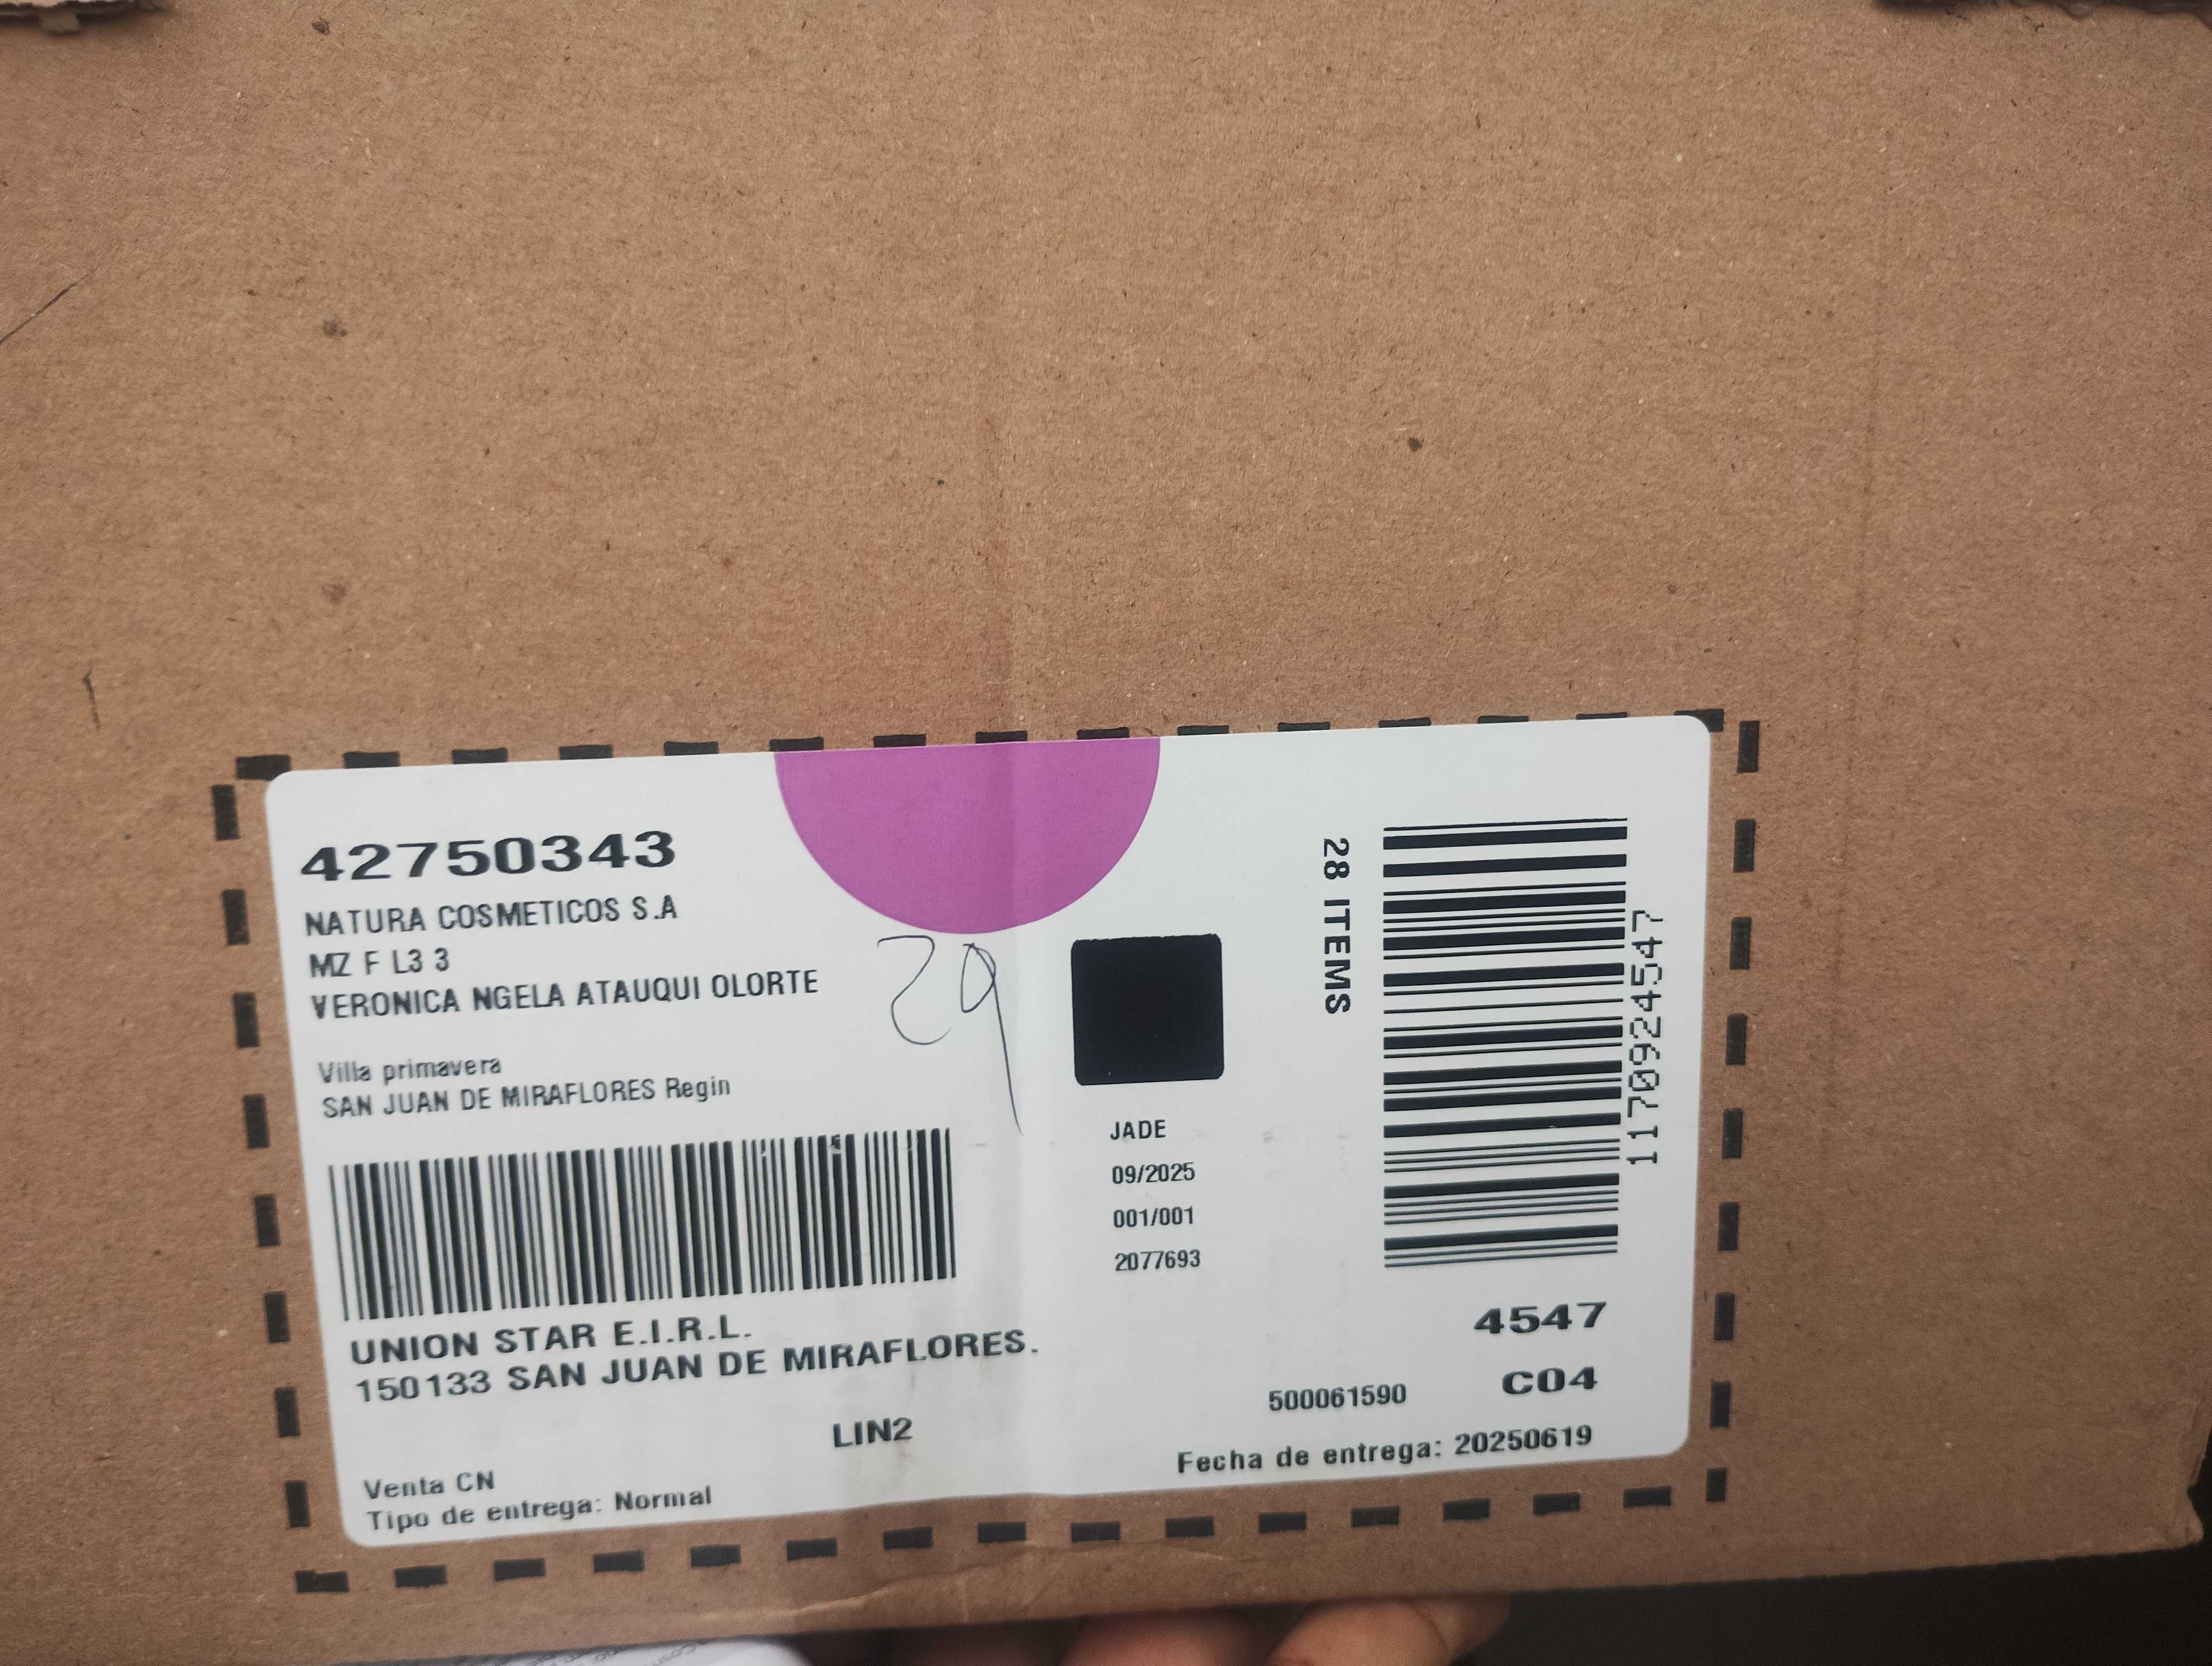 42750343
NATURA COSMETICOS S.A
MZ F L3 3
VERONICA NGELA ATAUQUI OLORTE
Villa primavera
SAN JUAN DE MIRAFLORES Regin
UNION STAR E.I.R.L.
150133 SAN JUAN DE MIRAFLORES.
LIN2
Venta CN
Tipo de entrega: Normal
29
JADE
09/2025
001/001
2077693
28 ITEMS
1170924547
4547
C04
500061590
Fecha de entrega: 20250619